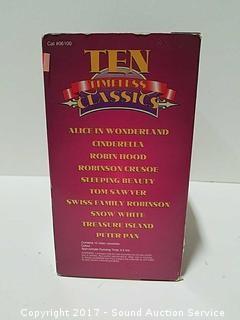 Cat #06100
TEN
TIMELESS
CLASSICS
ALICE IN WONDERLAND
CINDERELLA
ROBIN HOOD
ROBINSON CRUSOE
SLEEPING BEAUTY
TOM SAWYER
SWISS FAMILY ROBINSON
SNOW WHITE
TREASURE ISLAND
PETER PAN
Copyright 2017 - Sound Auction Service